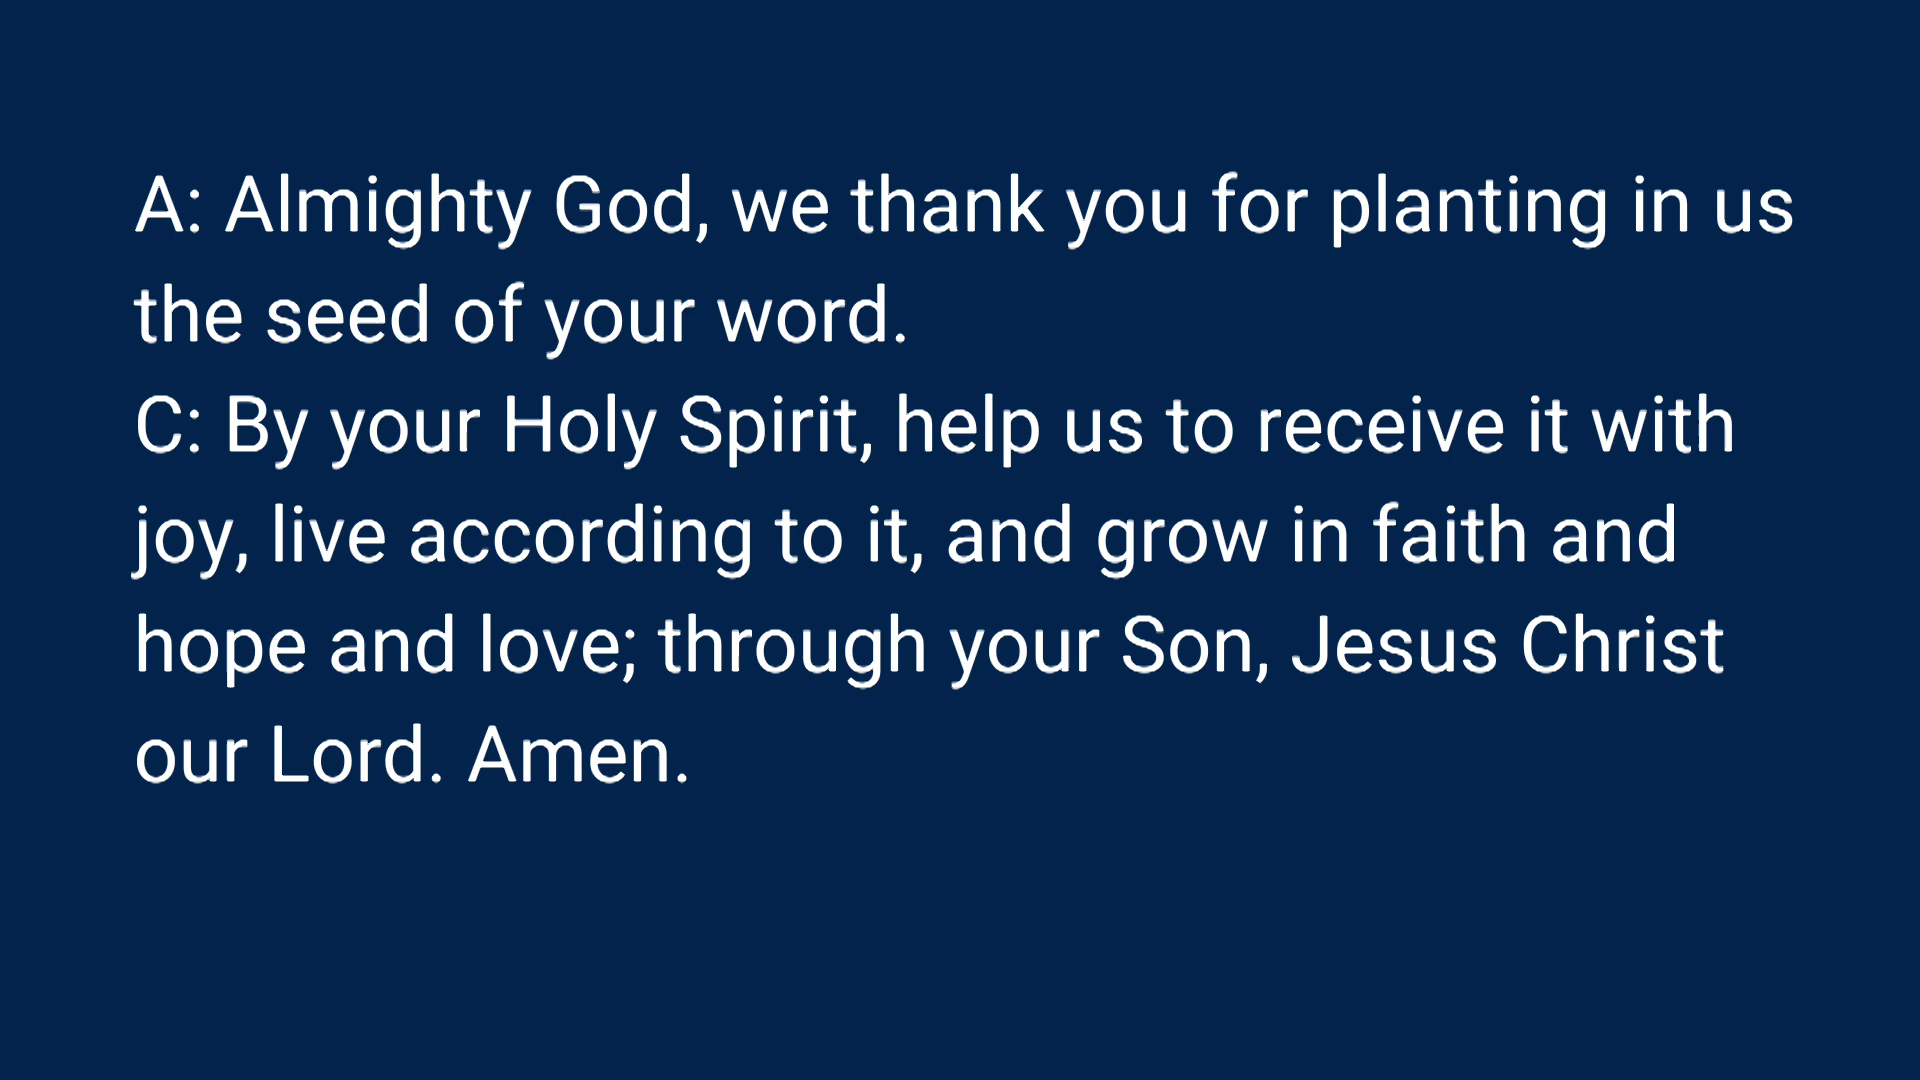 A: Almighty God, we thank you for planting in us
the seed of your word.
C: By your Holy Spirit, help us to receive it with
joy, live according to it, and grow in faith and
hope and love; through your Son, Jesus Christ
our Lord. Amen.